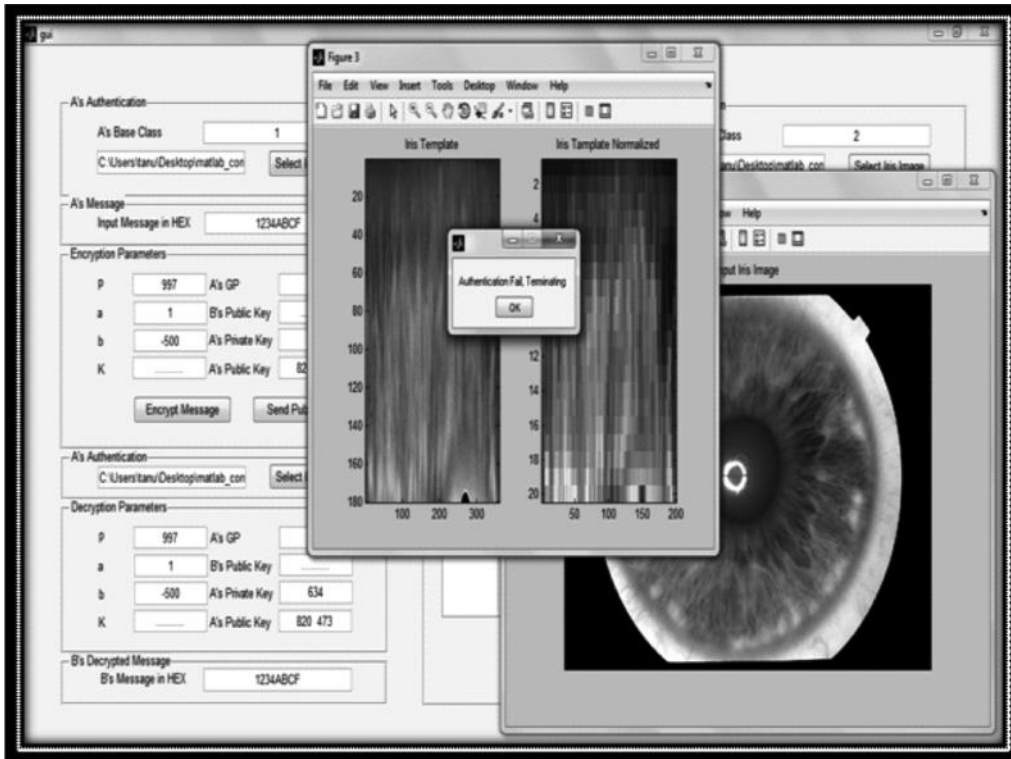 gui
A's Authentication
A's Base Class 1
C:\Users\tanu\Desktop\matlab_con Select I
A's Message
Input Message in HEX 1234ABCF
Encryption Parameters
P 997 A's GP
a 1 B's Public Key
b -500 A's Private Key
K .......... A's Public Key 82
Encrypt Message Send Pub
A's Authentication
C:\Users\tanu\Desktop\matlab_con Select I
Decryption Parameters
P 997 A's GP
a 1 B's Public Key ..........
b -500 A's Private Key 634
K .......... A's Public Key 820 473
B's Decrypted Message
B's Message in HEX 1234ABCF
Figure 3
File Edit View Insert Tools Desktop Window Help
Iris Template Iris Tamplate Normalized
20
40
60
80
100
120
140
160
180
100 200 300
2
4
12
14
16
18
20
50 100 150 200
Authentication Fail, Terminating
OK
Class 2
anu\Desktop\matlab_con Select Iris Image
Help
put Iris Image